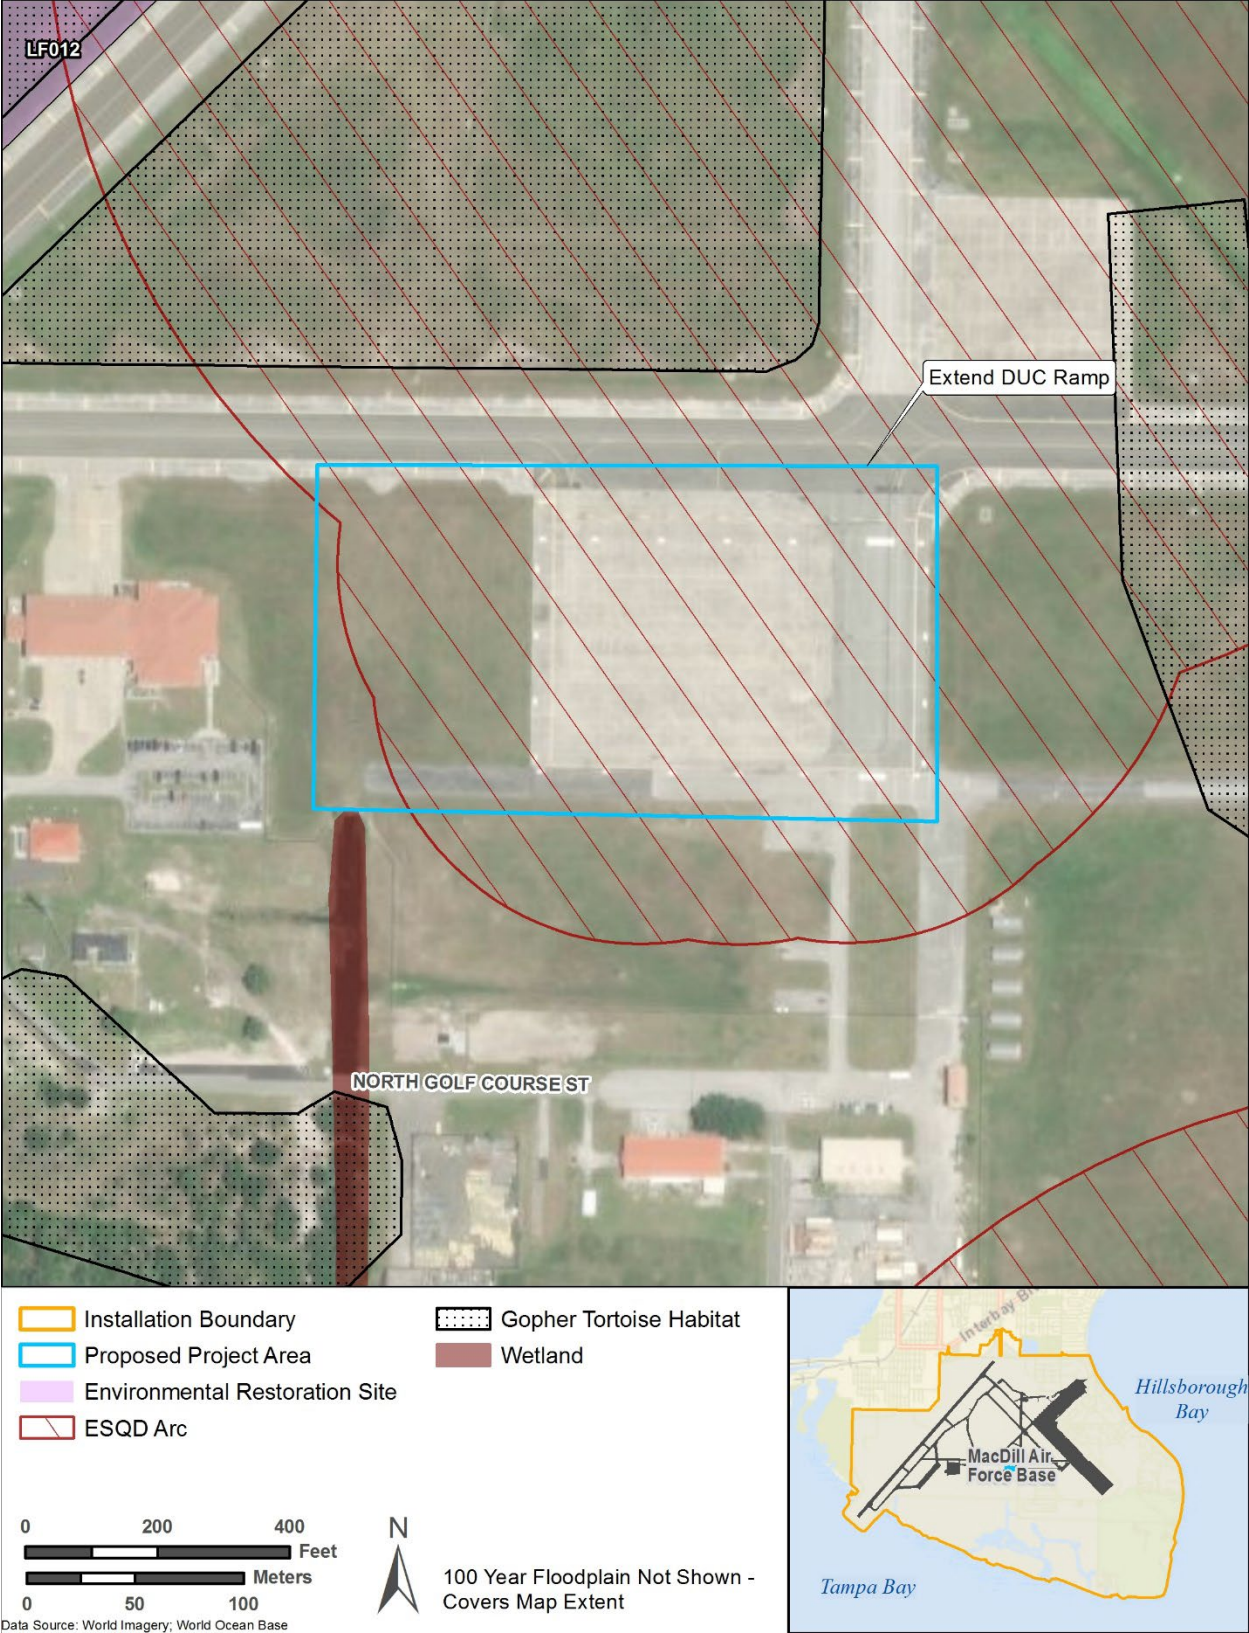 LF012
Extend DUC Ramp
NORTH GOLF COURSE ST
Installation Boundary
Proposed Project Area
Environmental Restoration Site
ESQD Arc
Gopher Tortoise Habitat
Wetland
0 200 400
Feet
Meters
0 50 100
N
100 Year Floodplain Not Shown -
Covers Map Extent
Data Source: World Imagery; World Ocean Base
Interbay
Hillsborough
Bay
MacDill Air
Force Base
Tampa Bay